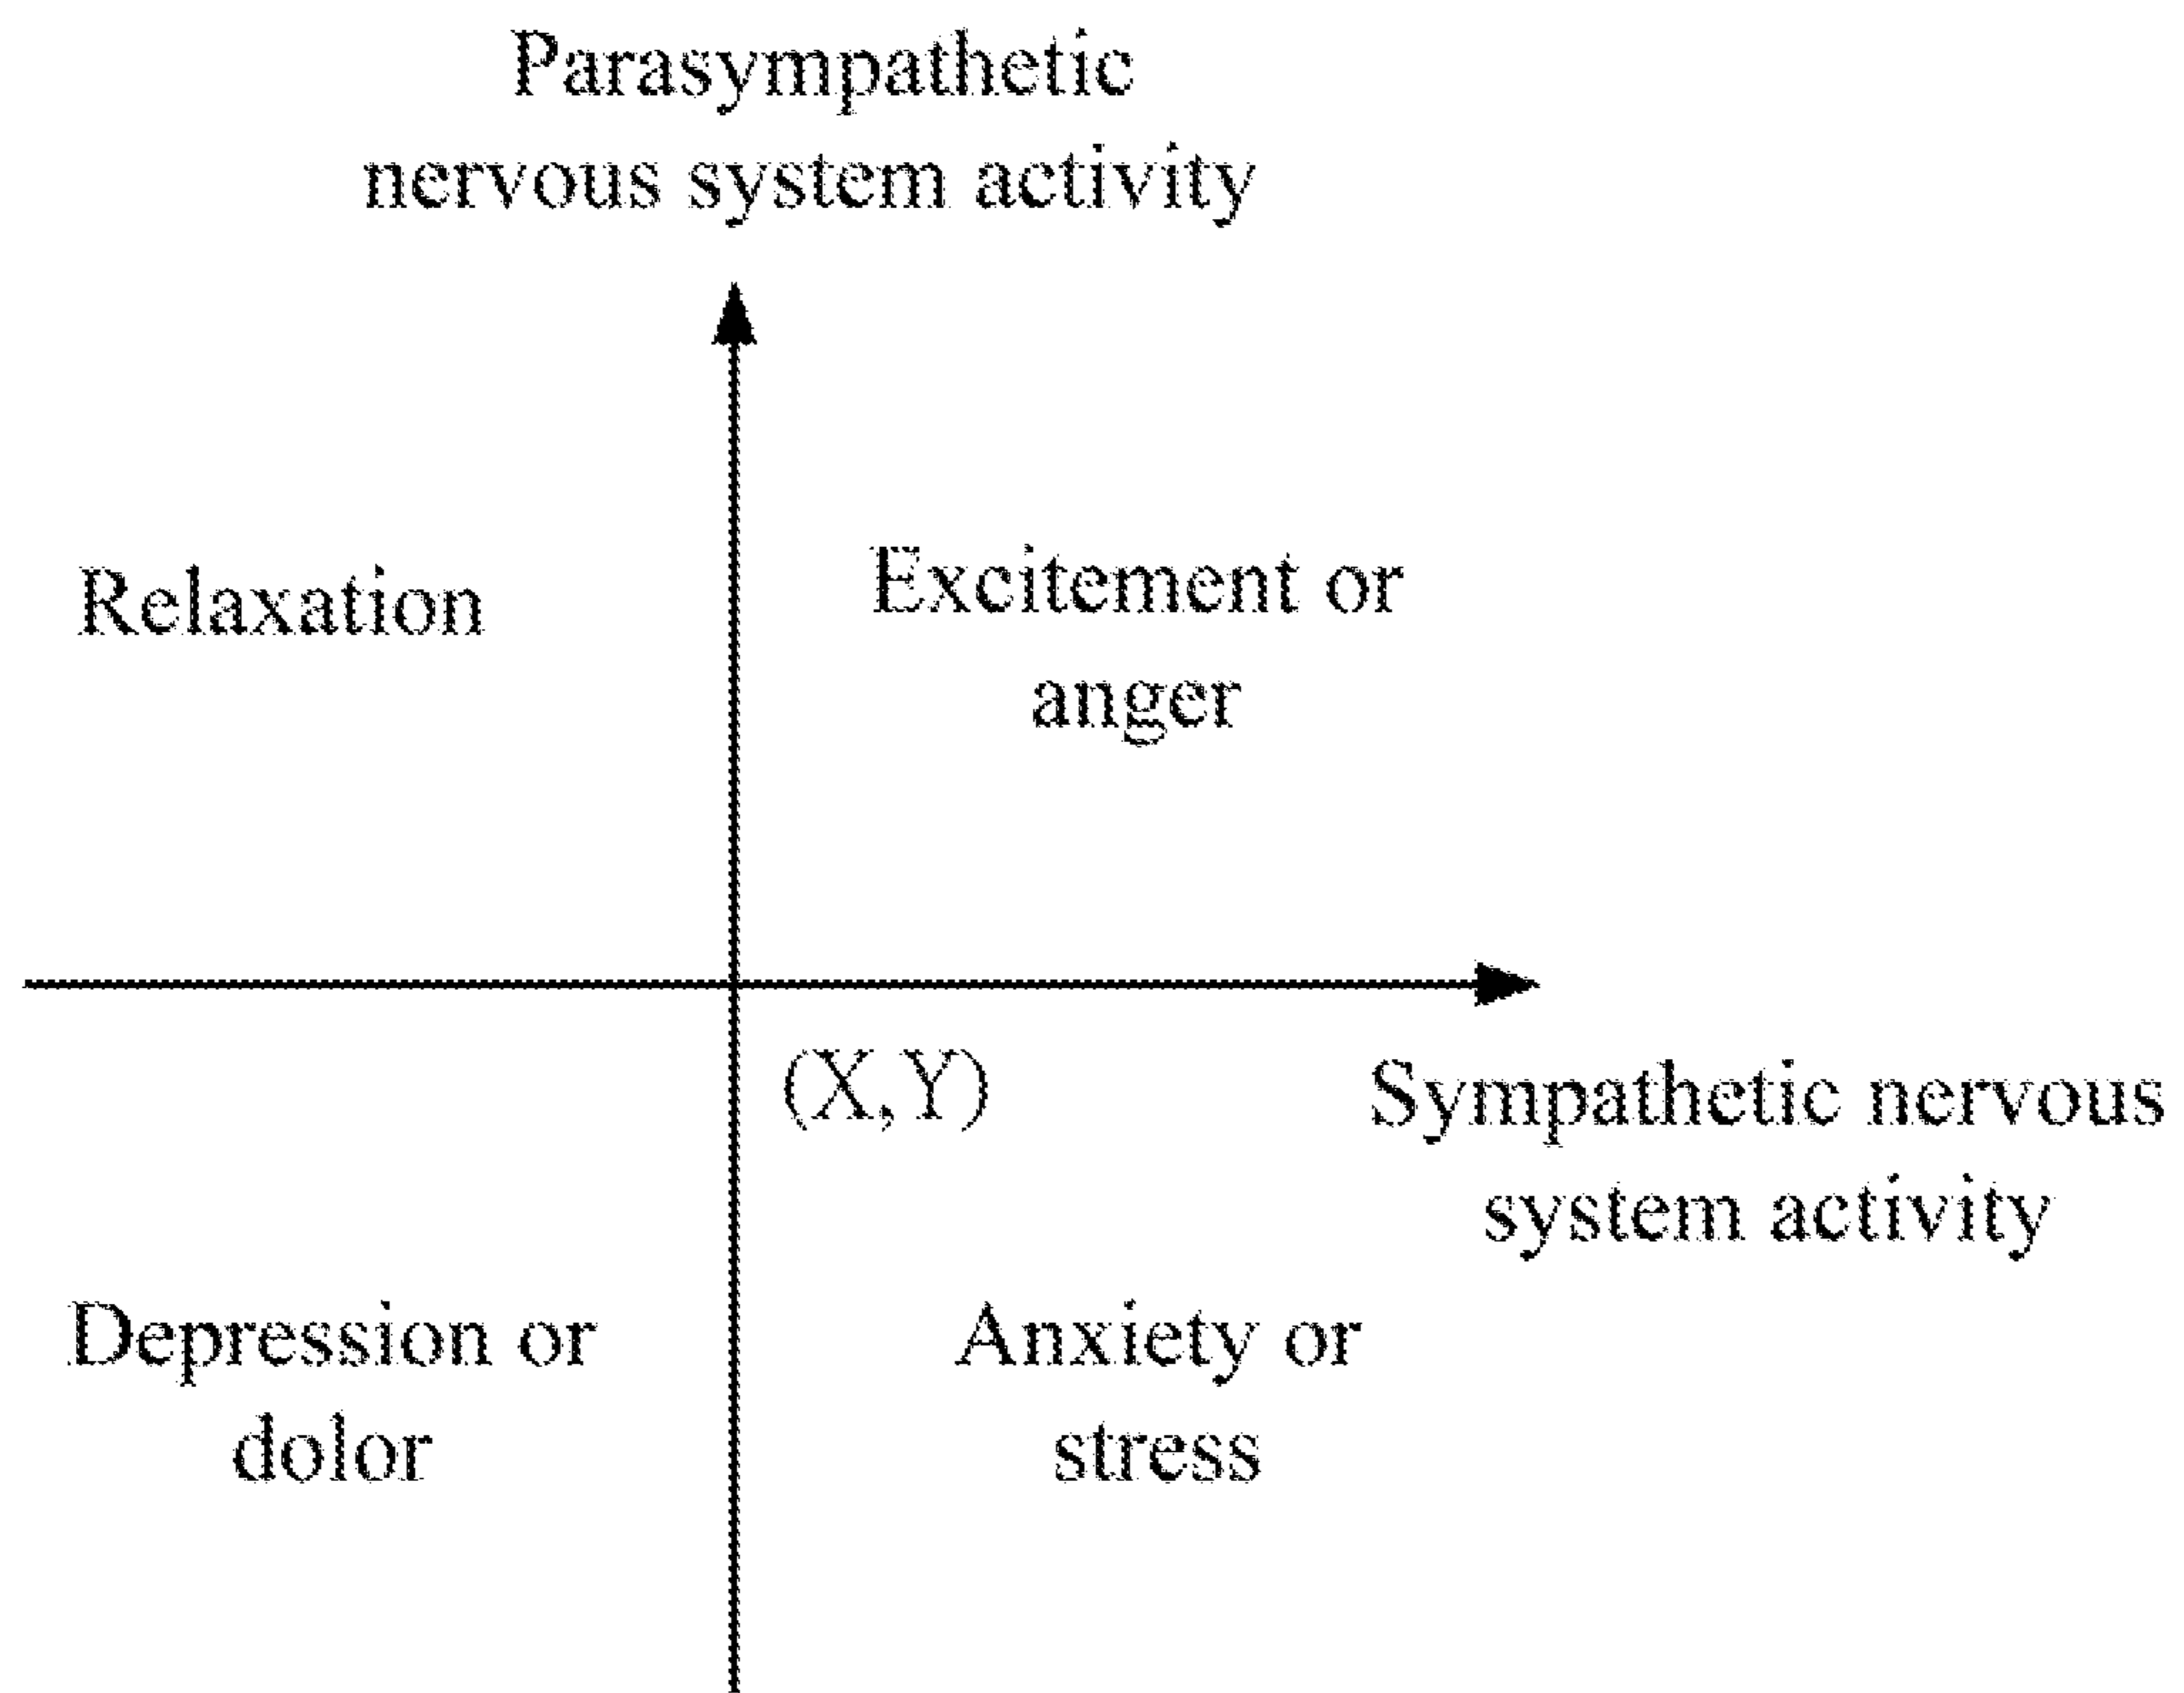 Parasympathetic
nervous system activity
Relaxation
Excitement or
anger
(X,Y)
Sympathetic nervous
system activity
Depression or
dolor
Anxiety or
stress